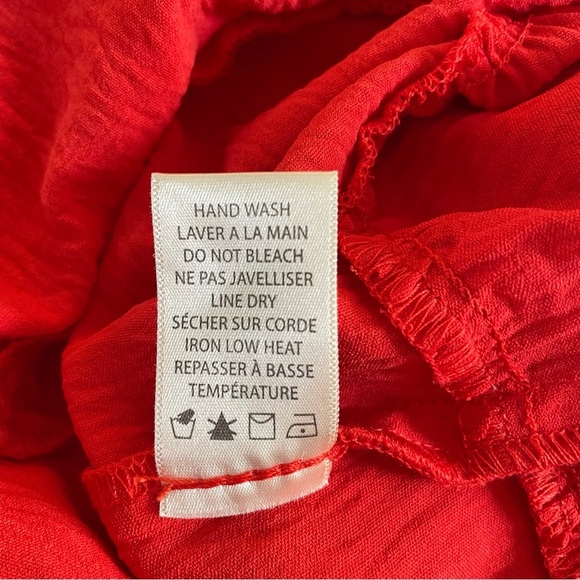 HAND WASH
LAVER A LA MAIN
DO NOT BLEACH
NE PAS JAVELLISER
LINE DRY
SÉCHER SUR CORDE
IRON LOW HEAT
REPASSER À BASSE
TEMPÉRATURE